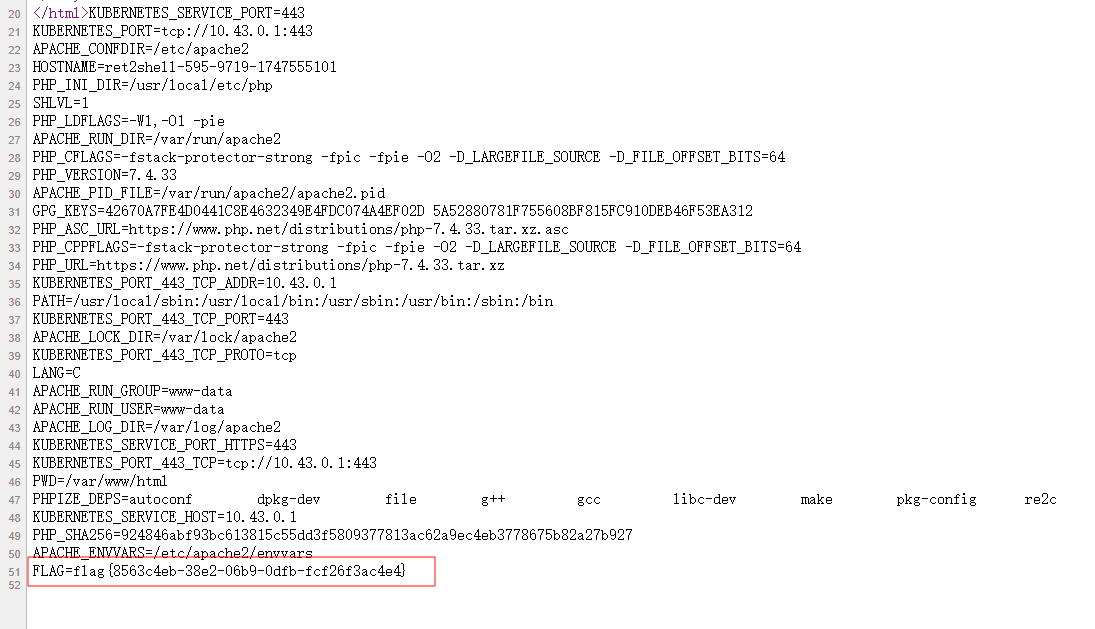 20 </html>KUBERNETES_SERVICE_PORT=443
21 KUBERNETES_PORT=tcp://10.43.0.1:443
22 APACHE_CONFDIR=/etc/apache2
23 HOSTNAME=ret2shell-595-9719-1747555101
24 PHP_INI_DIR=/usr/local/etc/php
25 SHLVL=1
26 PHP_LDFLAGS=-Wl,-O1 -pie
27 APACHE_RUN_DIR=/var/run/apache2
28 PHP_CFLAGS=-fstack-protector-strong -fpic -fpie -O2 -D_LARGEFILE_SOURCE -D_FILE_OFFSET_BITS=64
29 PHP_VERSION=7.4.33
30 APACHE_PID_FILE=/var/run/apache2/apache2.pid
31 GPG_KEYS=42670A7FE4D0441C8E4632349E4FDC074A4EF02D 5A52880781F755608BF815FC910DEB46F53EA312
32 PHP_ASC_URL=https://www.php.net/distributions/php-7.4.33.tar.xz.asc
33 PHP_CPPFLAGS=-fstack-protector-strong -fpic -fpie -O2 -D_LARGEFILE_SOURCE -D_FILE_OFFSET_BITS=64
34 PHP_URL=https://www.php.net/distributions/php-7.4.33.tar.xz
35 KUBERNETES_PORT_443_TCP_ADDR=10.43.0.1
36 PATH=/usr/local/sbin:/usr/local/bin:/usr/sbin:/usr/bin:/sbin:/bin
37 KUBERNETES_PORT_443_TCP_PORT=443
38 APACHE_LOCK_DIR=/var/lock/apache2
39 KUBERNETES_PORT_443_TCP_PROTO=tcp
40 LANG=C
41 APACHE_RUN_GROUP=www-data
42 APACHE_RUN_USER=www-data
43 APACHE_LOG_DIR=/var/log/apache2
44 KUBERNETES_SERVICE_PORT_HTTPS=443
45 KUBERNETES_PORT_443_TCP=tcp://10.43.0.1:443
46 PWD=/var/www/html
47 PHPIZE_DEPS=autoconf dpkg-dev file g++ gcc libc-dev make pkg-config re2c
48 KUBERNETES_SERVICE_HOST=10.43.0.1
49 PHP_SHA256=924846abf93bc613815c55dd3f5809377813ac62a9ec4eb3778675b82a27b927
50 APACHE_ENVVARS=/etc/apache2/envvars
51 FLAG=flag{8563c4eb-38e2-06b9-0dfb-fcf26f3ac4e4}
52